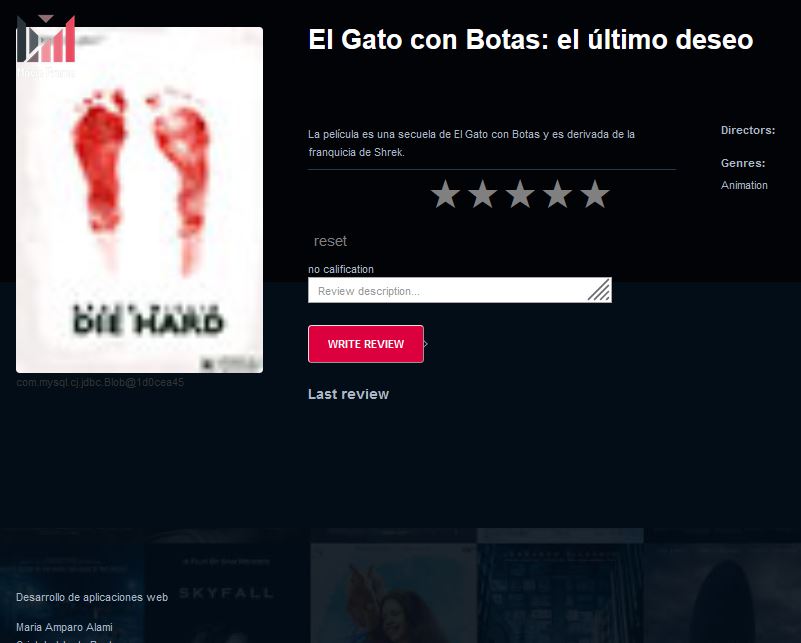 El Gato con Botas: el último deseo
DIE HARD
com.mysql.cj.jdbc.Blob@1d0cea45
La película es una secuela de El Gato con Botas y es derivada de la
franquicia de Shrek.
reset
no calification
Review description...
WRITE REVIEW
Last review
Directors:
Genres:
Animation
SKYFALL
Desarrollo de aplicaciones web
Maria Amparo Alami